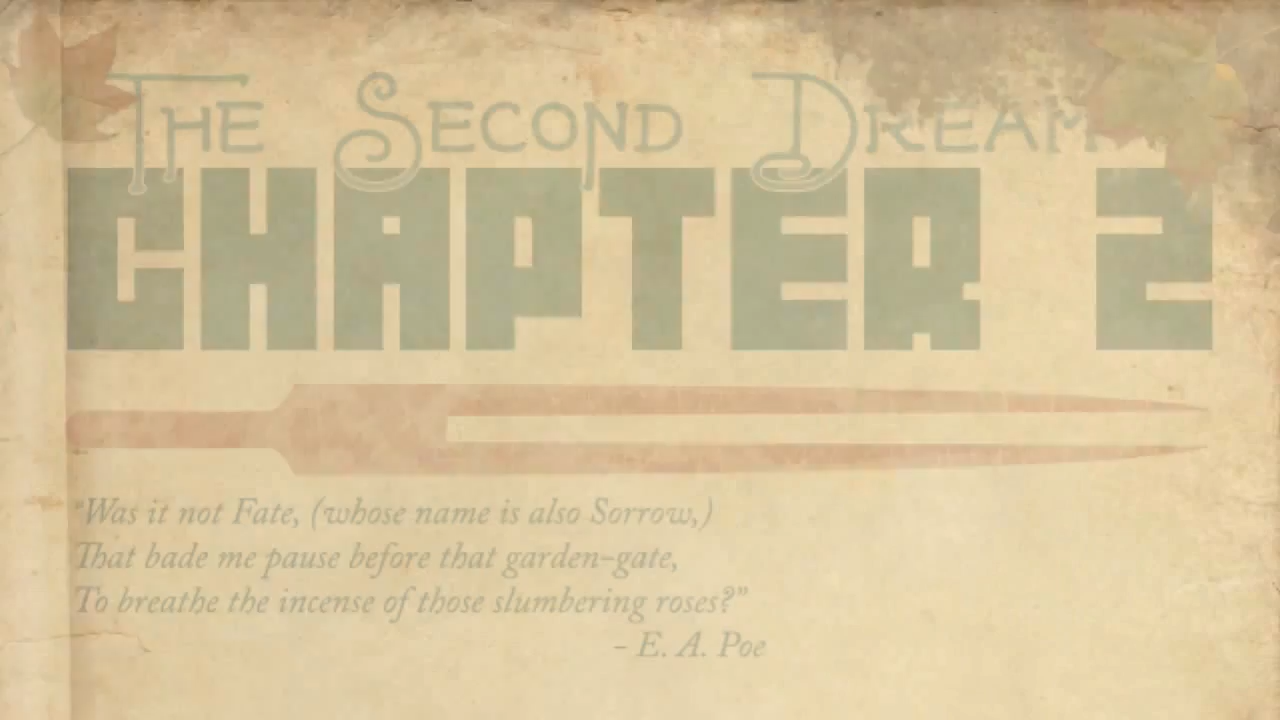 The Second Dream
CHAPTER 2
"Was it not Fate, (whose name is also Sorrow,)
That bade me pause before that garden-gate,
To breathe the incense of those slumbering roses?"
- E. A. Poe